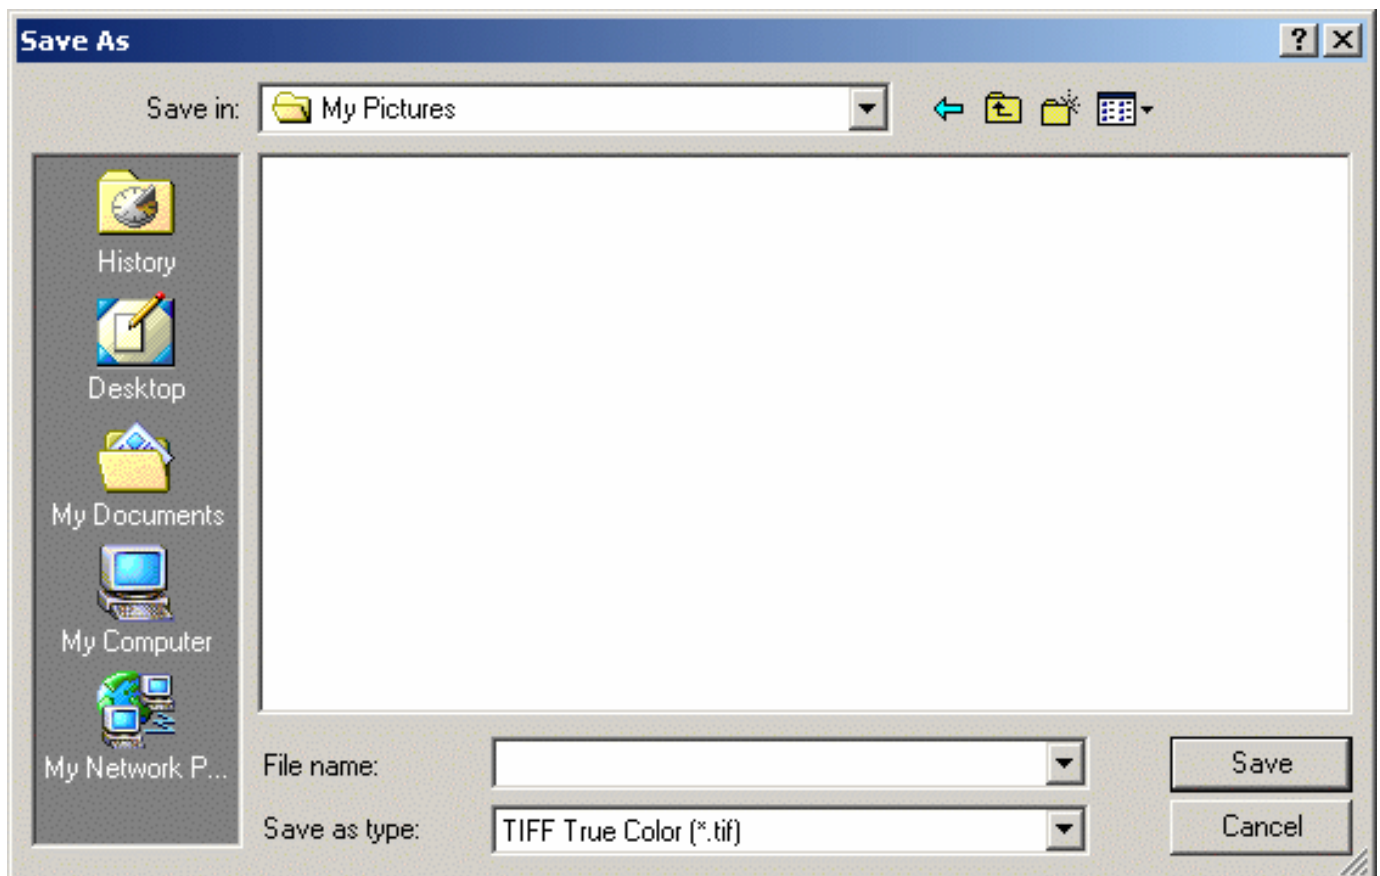 Save As
Save in: My Pictures
History
Desktop
My Documents
My Computer
My Network P...
File name:
Save
Save as type: TIFF True Color (*.tif)
Cancel